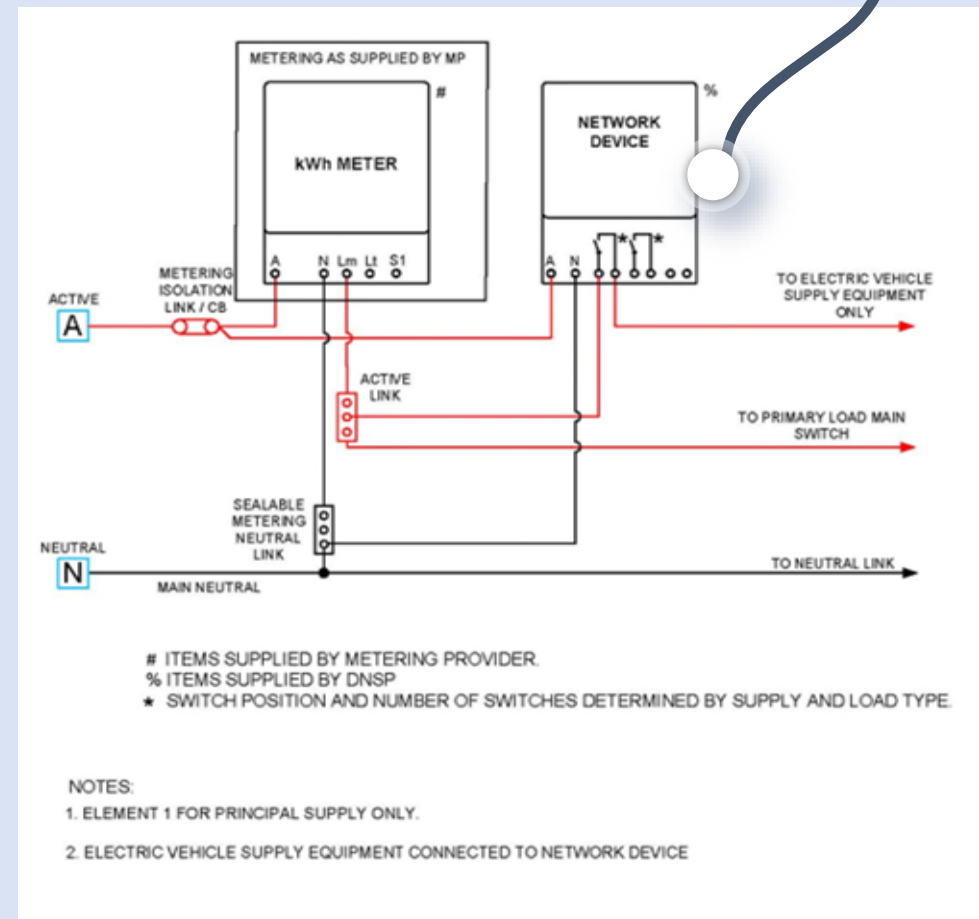 METERING AS SUPPLIED BY MP
#
%
NETWORK
DEVICE
kWh METER
A N Lm Lt S1
A N
* *
METERING
ISOLATION
LINK / CB
ACTIVE
A
TO ELECTRIC VEHICLE
SUPPLY EQUIPMENT
ONLY
ACTIVE
LINK
TO PRIMARY LOAD MAIN
SWITCH
SEALABLE
METERING
NEUTRAL
LINK
NEUTRAL
N
MAIN NEUTRAL
TO NEUTRAL LINK
# ITEMS SUPPLIED BY METERING PROVIDER.
% ITEMS SUPPLIED BY DNSP
* SWITCH POSITION AND NUMBER OF SWITCHES DETERMINED BY SUPPLY AND LOAD TYPE.
NOTES:
1. ELEMENT 1 FOR PRINCIPAL SUPPLY ONLY.
2. ELECTRIC VEHICLE SUPPLY EQUIPMENT CONNECTED TO NETWORK DEVICE